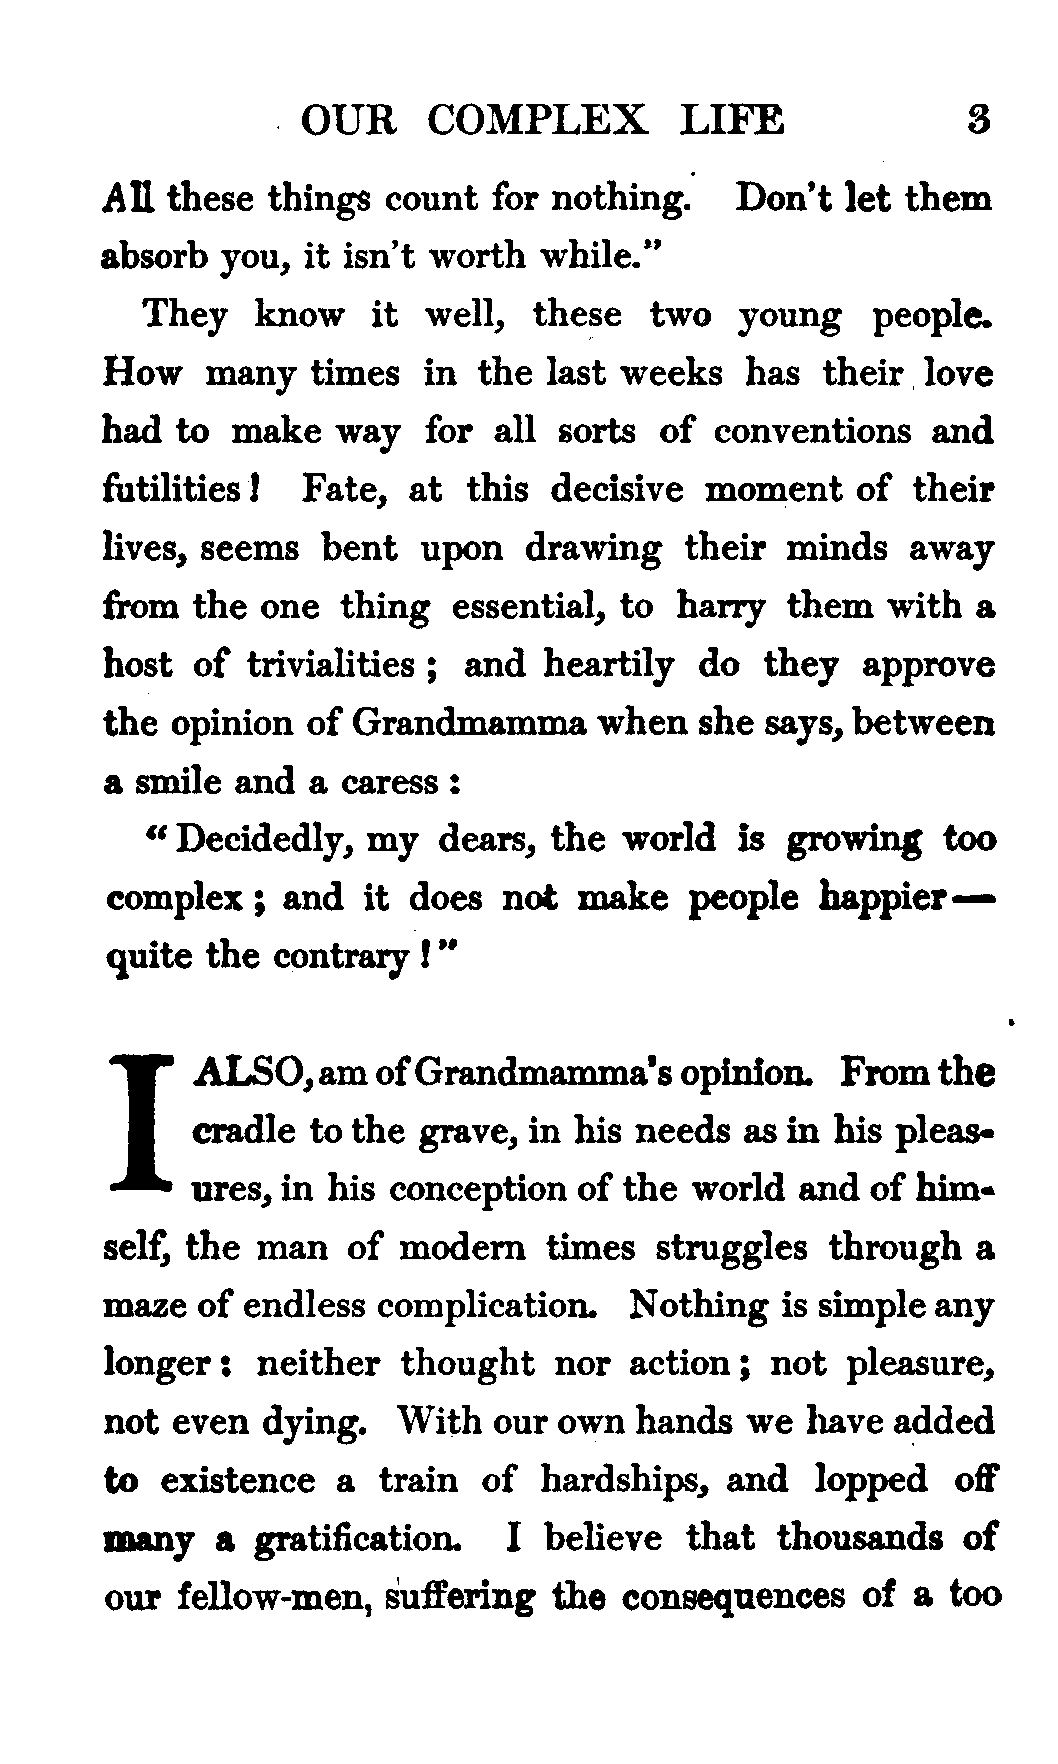 OUR COMPLEX LIFE 3
All these things count for nothing. Don't let them
absorb you, it isn't worth while."
They know it well, these two young people.
How many times in the last weeks has their love
had to make way for all sorts of conventions and
futilities! Fate, at this decisive moment of their
lives, seems bent upon drawing their minds away
from the one thing essential, to harry them with a
host of trivialities; and heartily do they approve
the opinion of Grandmamma when she says, between
a smile and a caress:
"Decidedly, my dears, the world is growing too
complex; and it does not make people happier—
quite the contrary!"
I ALSO, am of Grandmamma's opinion. From the
cradle to the grave, in his needs as in his pleas-
ures, in his conception of the world and of him-
self, the man of modern times struggles through a
maze of endless complication. Nothing is simple any
longer: neither thought nor action; not pleasure,
not even dying. With our own hands we have added
to existence a train of hardships, and lopped off
many a gratification. I believe that thousands of
our fellow-men, suffering the consequences of a too